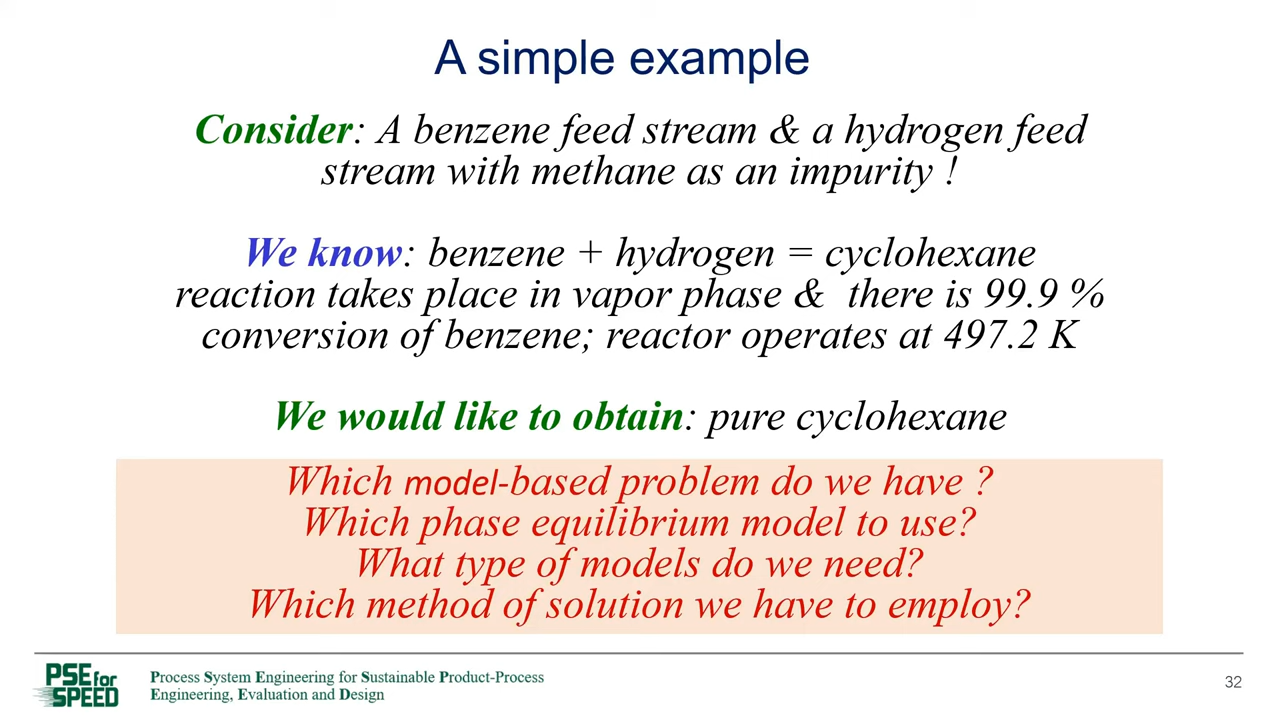 A simple example
Consider: A benzene feed stream & a hydrogen feed
stream with methane as an impurity !
We know: benzene + hydrogen = cyclohexane
reaction takes place in vapor phase & there is 99.9 %
conversion of benzene; reactor operates at 497.2 K
We would like to obtain: pure cyclohexane
Which model-based problem do we have ?
Which phase equilibrium model to use?
What type of models do we need?
Which method of solution we have to employ?
PSE for
SPEED
Process System Engineering for Sustainable Product-Process
Engineering, Evaluation and Design
32